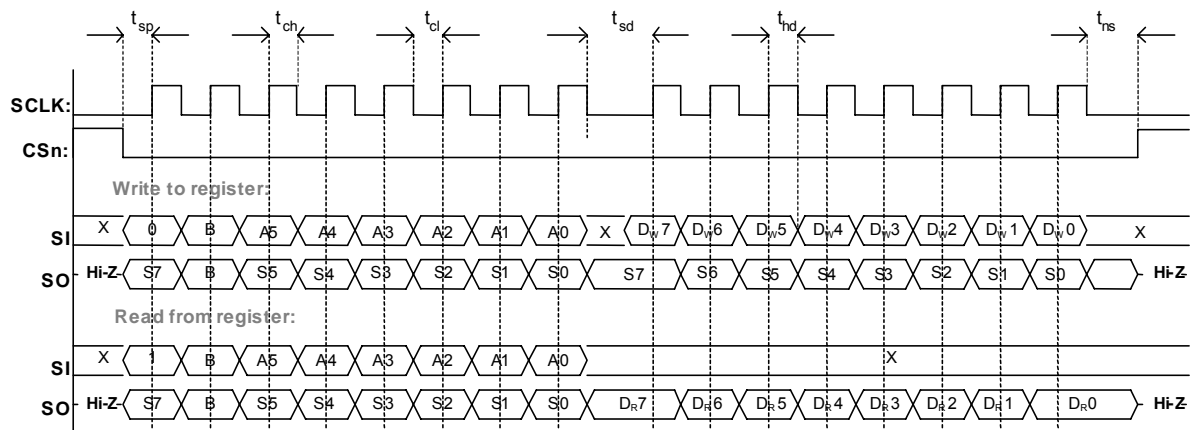 tsp tch tcl tsd thd tns
SCLK:
CSn:
Write to register:
SI X 0 B A5 A4 A3 A2 A1 A0 X DW7 DW6 DW5 DW4 DW3 DW2 DW1 DW0 X
SO Hi-Z S7 B S5 S4 S3 S2 S1 S0 S7 S6 S5 S4 S3 S2 S1 S0 Hi-Z
Read from register:
SI X 1 B A5 A4 A3 A2 A1 A0 X
SO Hi-Z S7 B S5 S4 S3 S2 S1 S0 DR7 DR6 DR5 DR4 DR3 DR2 DR1 DR0 Hi-Z